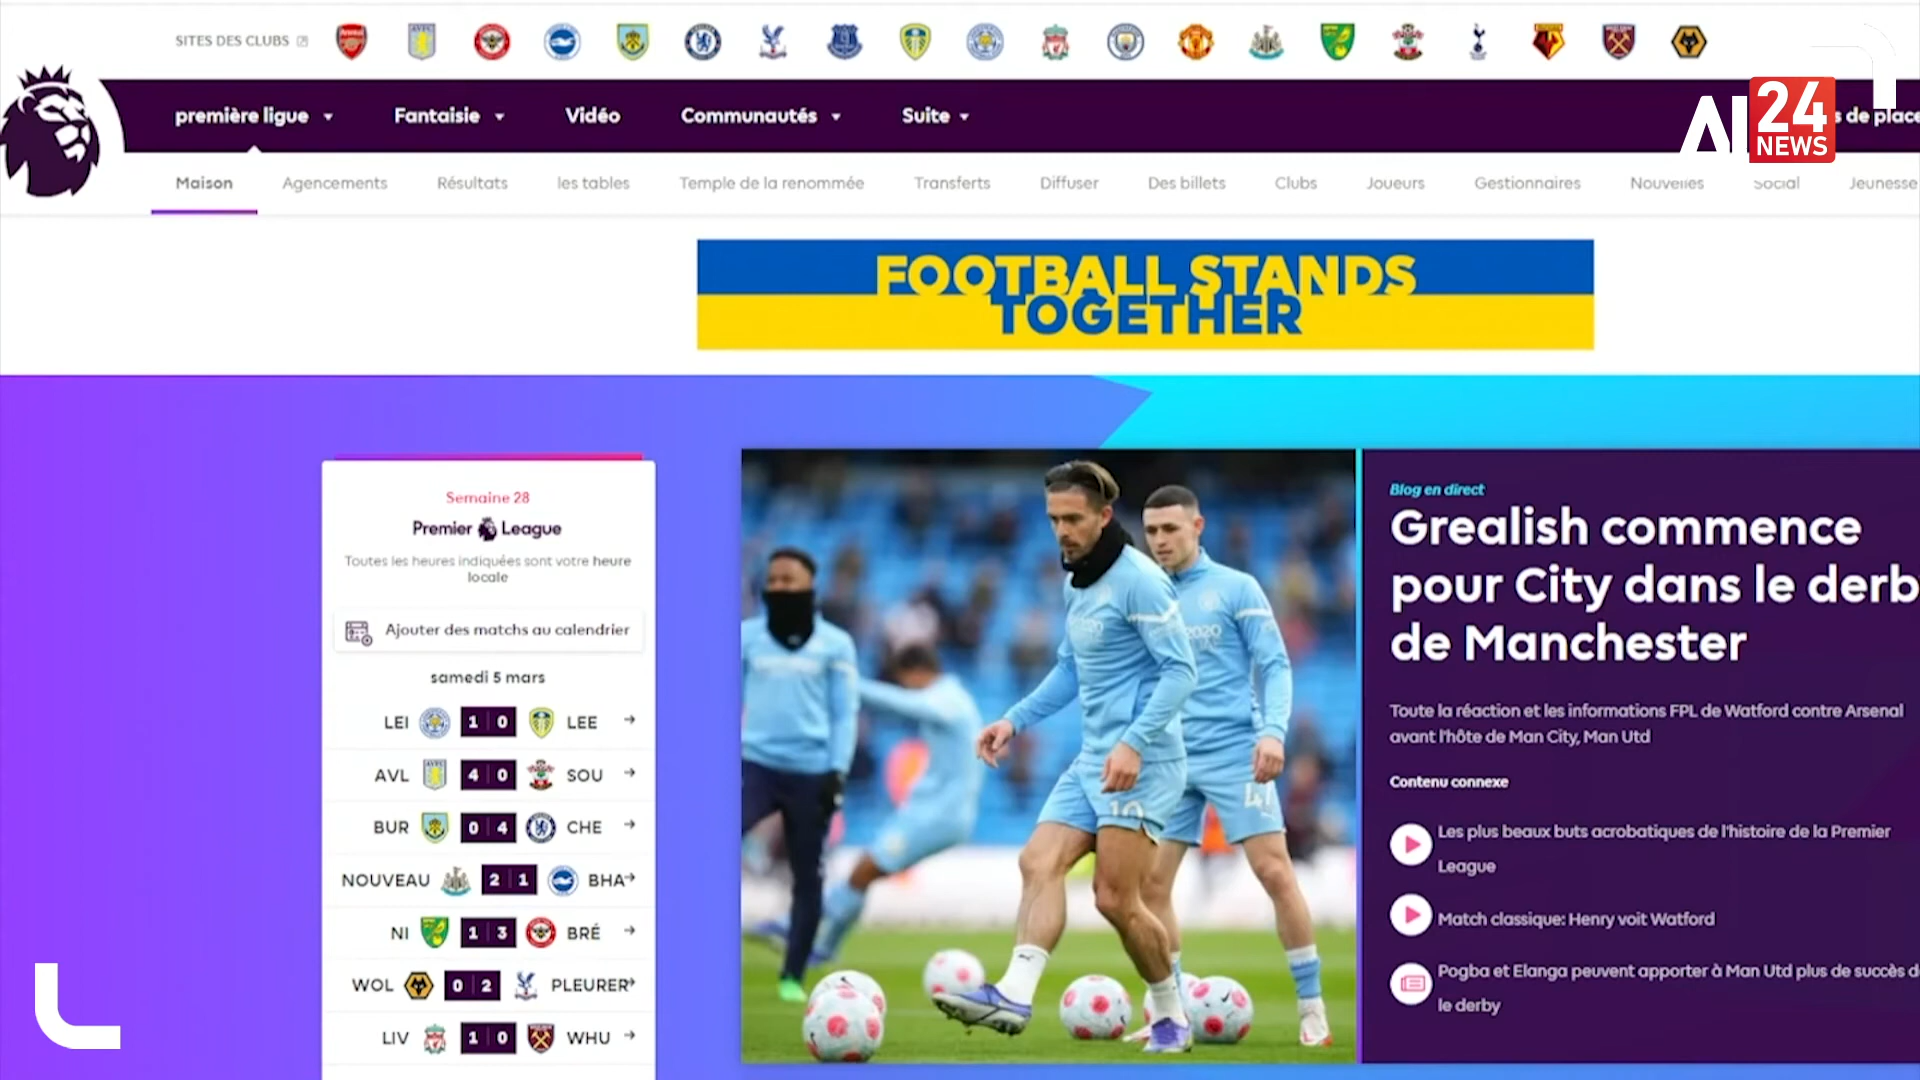 SITES DES CLUBS
première ligue
Fantaisie
Vidéo
Communautés
Suite
s de place
AL 24 NEWS
Maison
Agencements
Résultats
les tables
Temple de la renommée
Transferts
Diffuser
Des billets
Clubs
Joueurs
Gestionnaires
Nouvelles
Social
Jeunesse
FOOTBALL STANDS
TOGETHER
Semaine 28
Premier League
Toutes les heures indiquées sont votre heure
locale
Ajouter des matchs au calendrier
samedi 5 mars
LEI 1 0 LEE
AVL 4 0 SOU
BUR 0 4 CHE
NOUVEAU 2 1 BHA
NI 1 3 BRÉ
WOL 0 2 PLEURER
LIV 1 0 WHU
10
47
Blog en direct
Grealish commence
pour City dans le derb
de Manchester
Toute la réaction et les informations FPL de Watford contre Arsenal
avant l'hôte de Man City, Man Utd
Contenu connexe
Les plus beaux buts acrobatiques de l'histoire de la Premier
League
Match classique: Henry voit Watford
Pogba et Elanga peuvent apporter à Man Utd plus de succès d
le derby